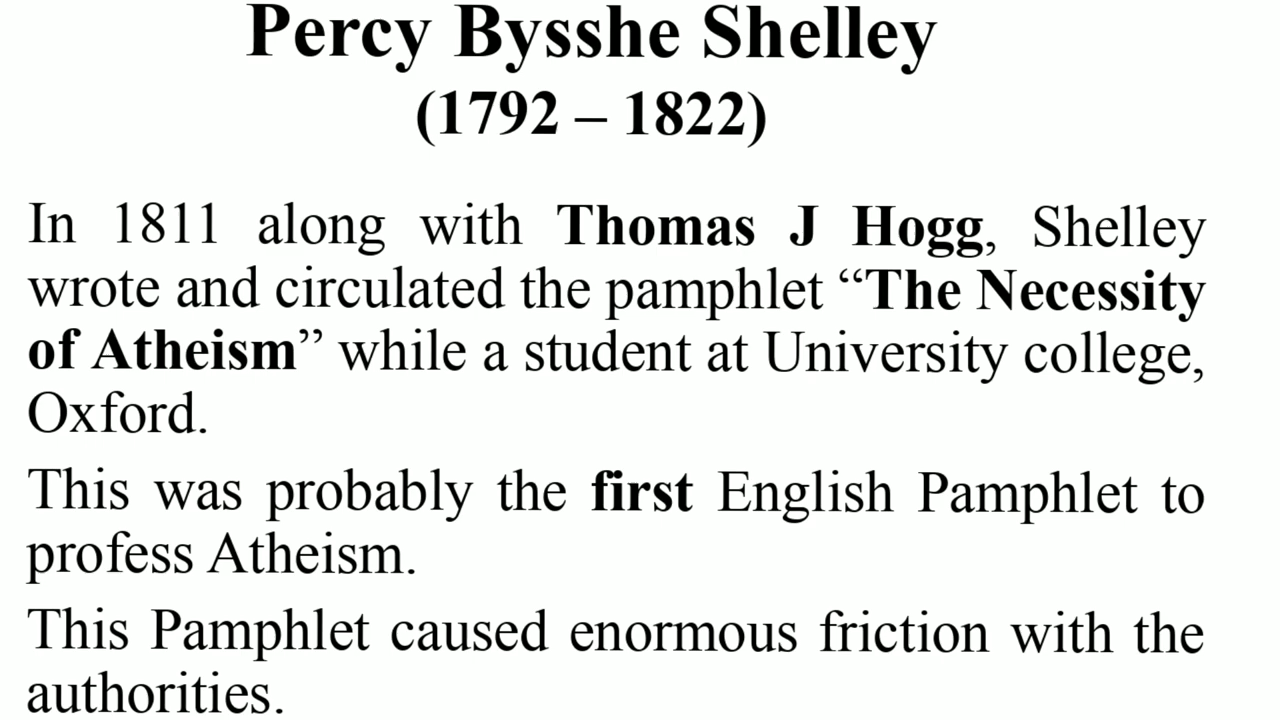 Percy Bysshe Shelley
(1792 – 1822)
In 1811 along with Thomas J Hogg, Shelley
wrote and circulated the pamphlet “The Necessity
of Atheism” while a student at University college,
Oxford.
This was probably the first English Pamphlet to
profess Atheism.
This Pamphlet caused enormous friction with the
authorities.